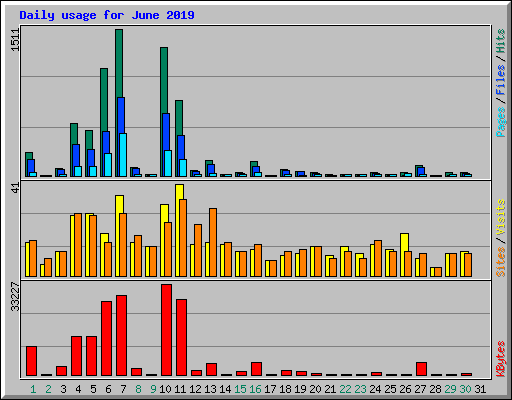 Daily usage for June 2019
1511
Pages / Files / Hits
41
Sites / Visits
33227
KBytes
1 2 3 4 5 6 7 8 9 10 11 12 13 14 15 16 17 18 19 20 21 22 23 24 25 26 27 28 29 30 31